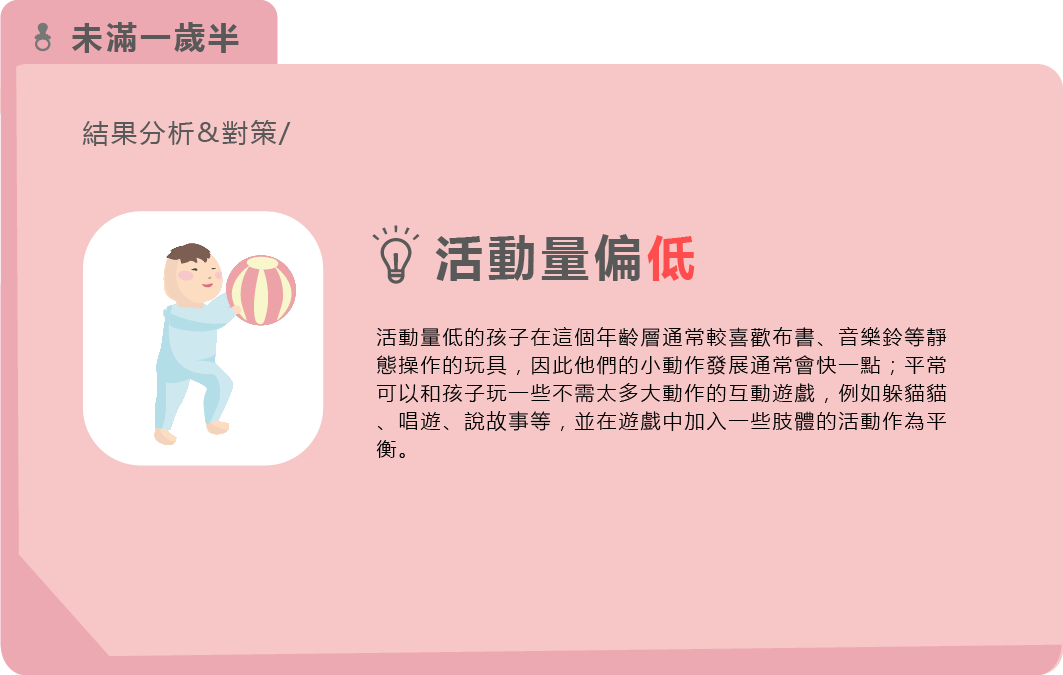 未滿一歲半
結果分析&對策/
活動量偏低
活動量低的孩子在這個年齡層通常較喜歡布書、音樂鈴等靜
態操作的玩具，因此他們的小動作發展通常會快一點；平常
可以和孩子玩一些不需太多大動作的互動遊戲，例如躲貓貓
、唱遊、說故事等，並在遊戲中加入一些肢體的活動作為平
衡。